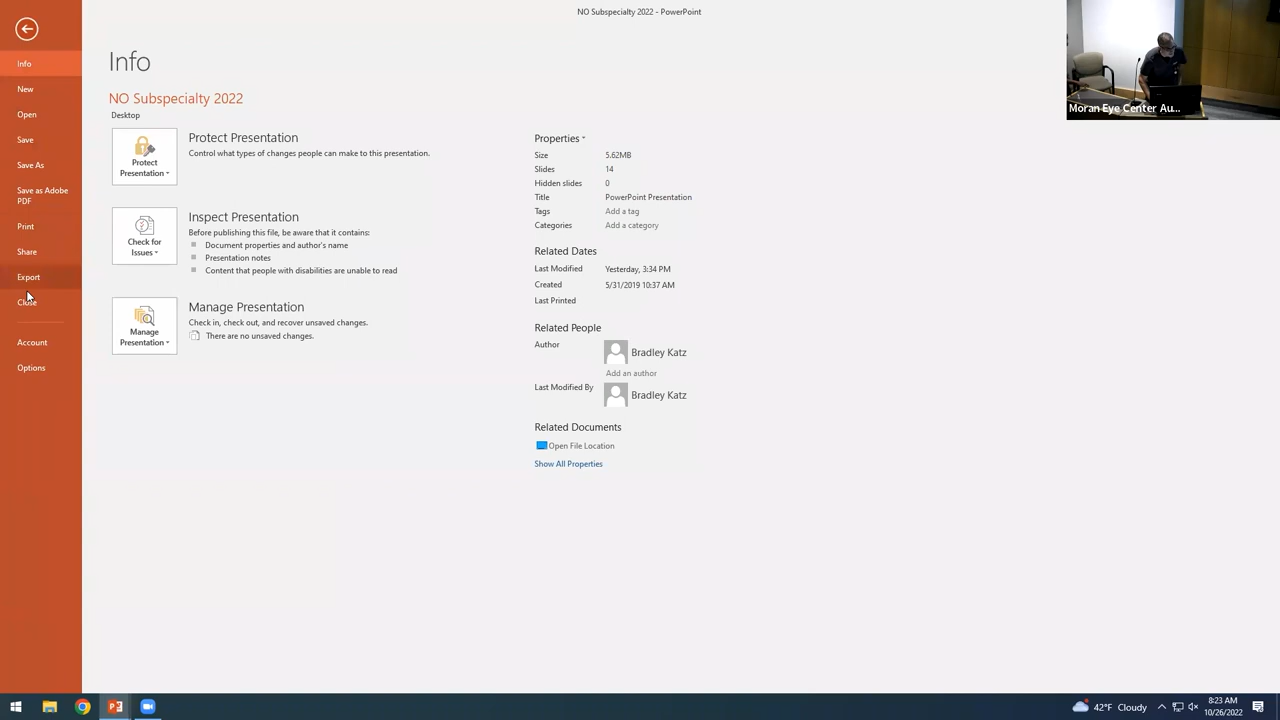 NO Subspecialty 2022 - PowerPoint
Info
New
Open
Save
Save As
Save as Adobe
PDF
Print
Share
Export
Close
Account
Options
Info
NO Subspecialty 2022
Desktop
Protect
Presentation
Protect Presentation
Control what types of changes people can make to this presentation.
Check for
Issues
Inspect Presentation
Before publishing this file, be aware that it contains:
Document properties and author's name
Presentation notes
Content that people with disabilities are unable to read
Manage
Presentation
Manage Presentation
Check in, check out, and recover unsaved changes.
There are no unsaved changes.
Properties
Size 5.62MB
Slides 14
Hidden slides 0
Title PowerPoint Presentation
Tags Add a tag
Categories Add a category
Related Dates
Last Modified Yesterday, 3:34 PM
Created 5/31/2019 10:37 AM
Last Printed
Related People
Author Bradley Katz
Add an author
Last Modified By Bradley Katz
Related Documents
Open File Location
Show All Properties
Moran Eye Center Au...
42°F Cloudy
8:23 AM
10/26/2022